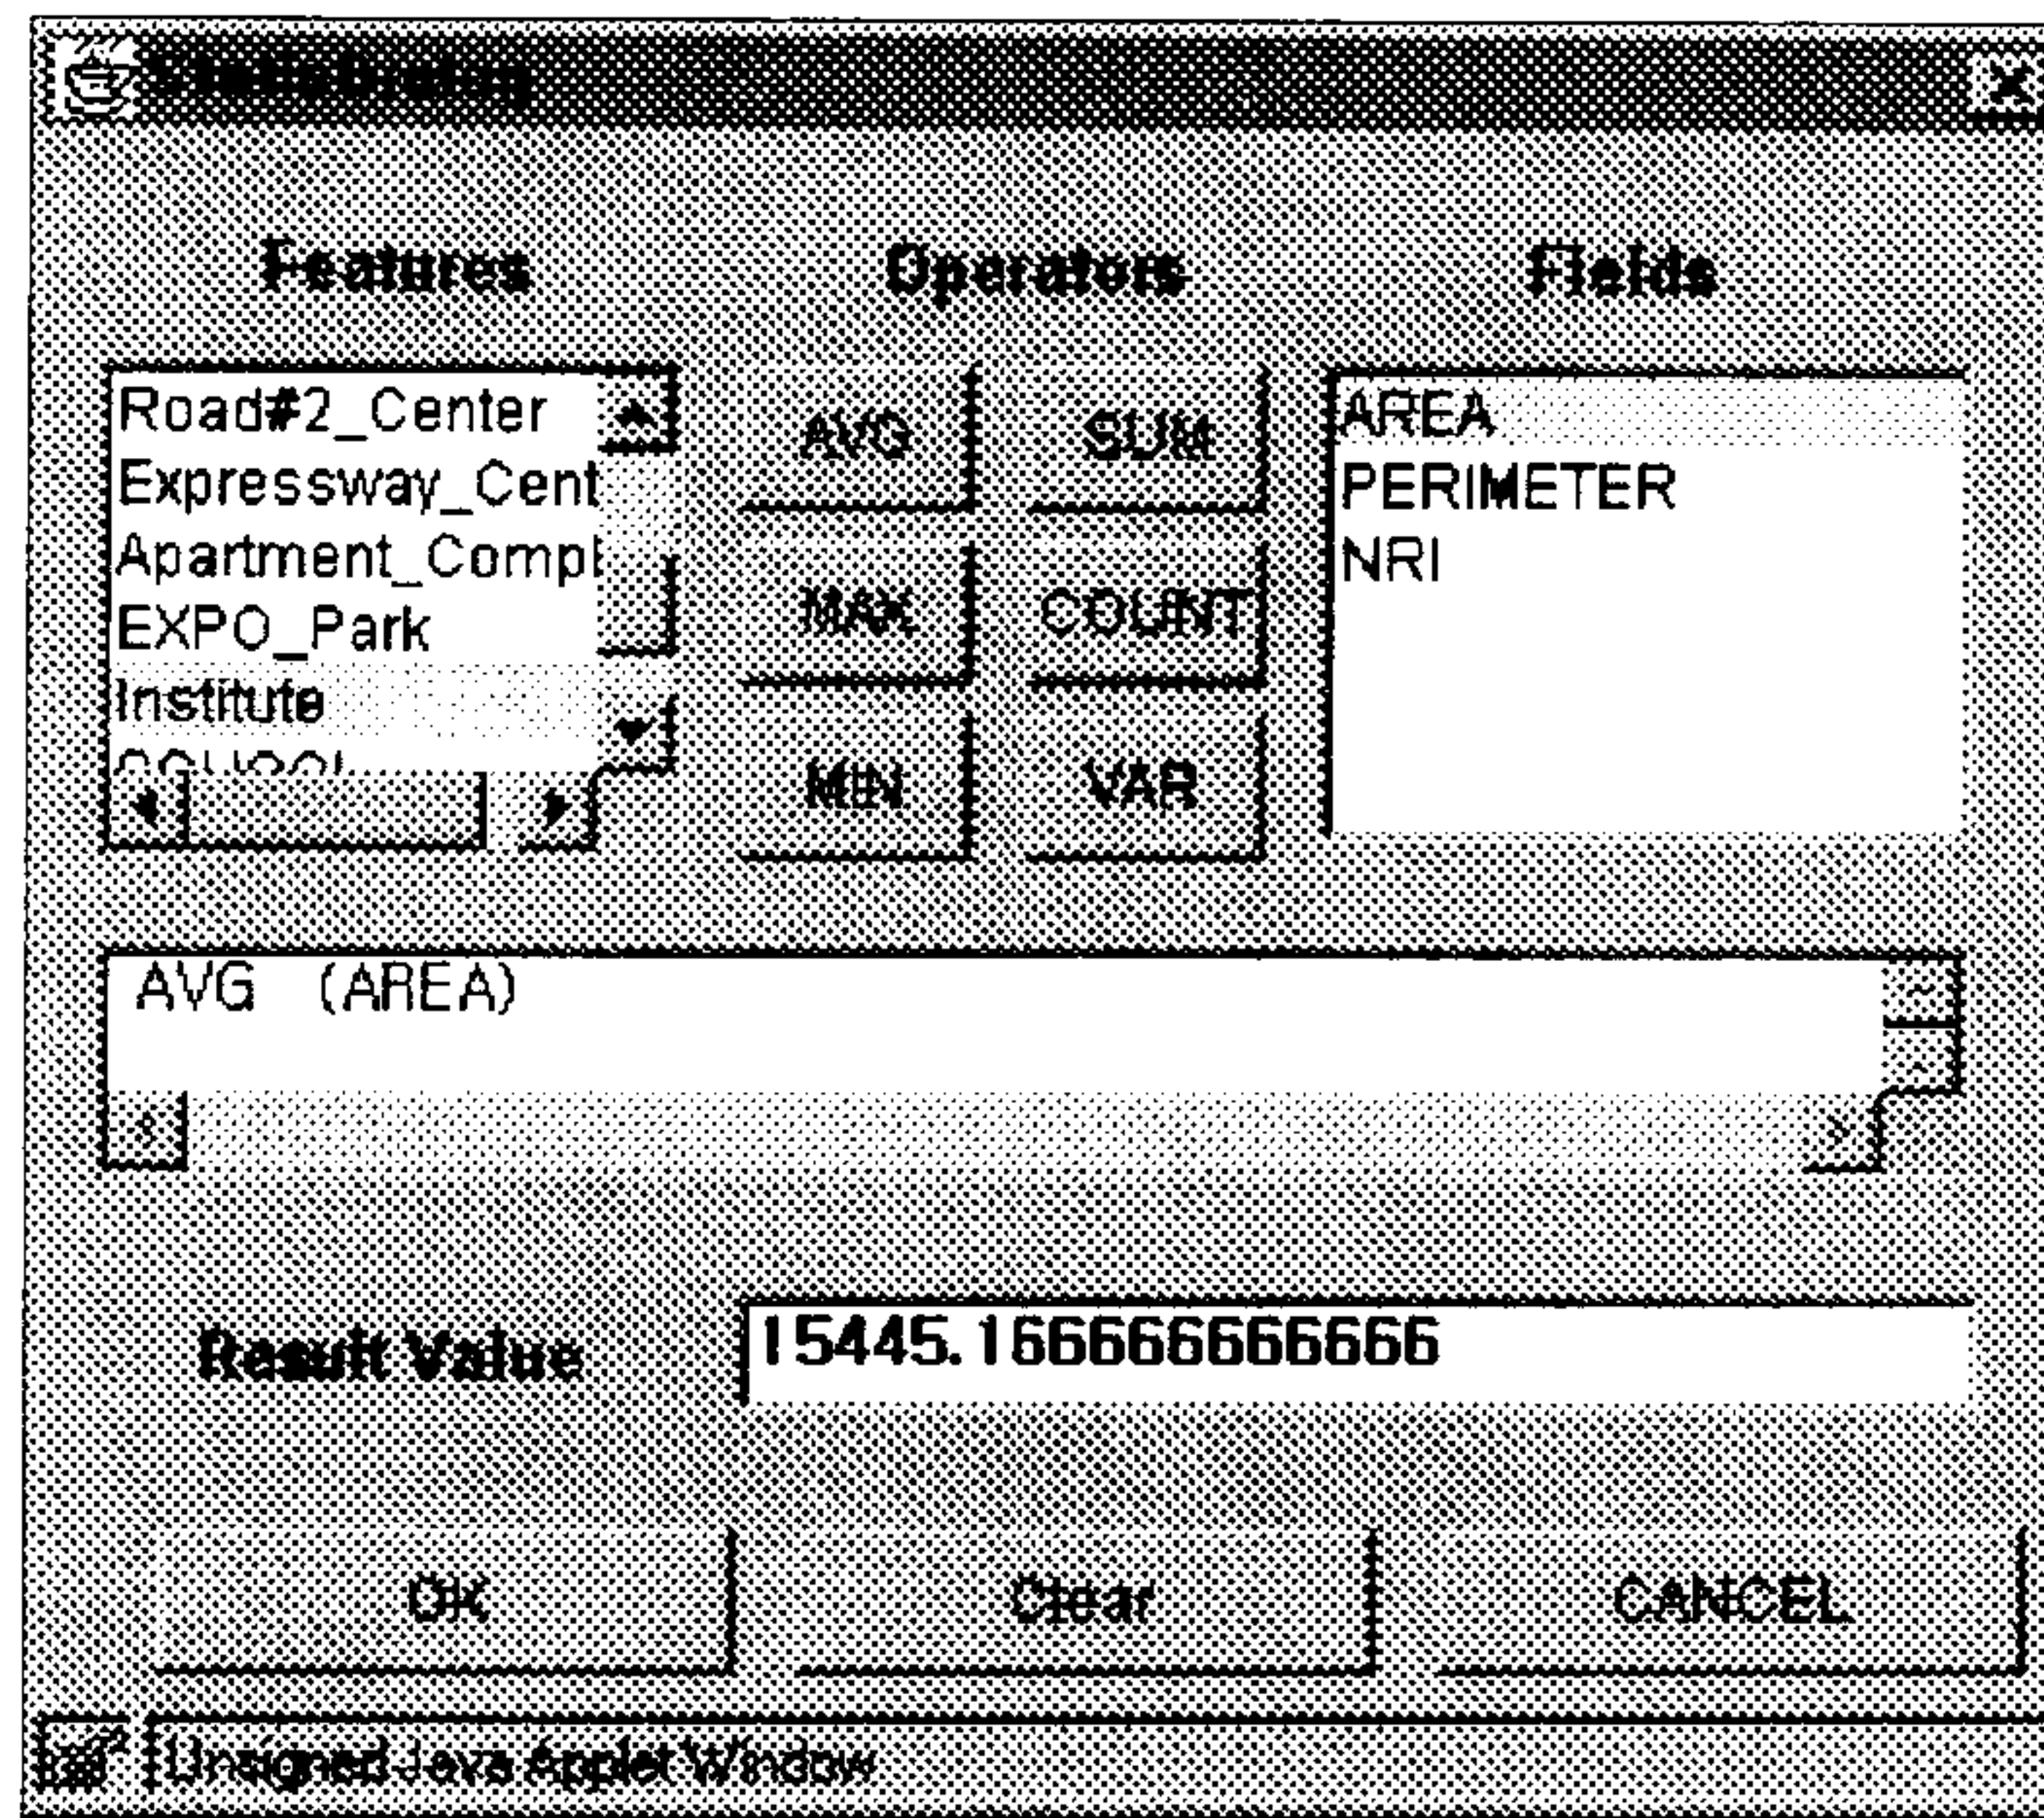 Features
Operators
Fields
Road#2_Center
Expressway_Cent
Apartment_Compl
EXPO_Park
Institute
AVG
SUM
MAX
COUNT
MIN
VAR
AREA
PERIMETER
NRI
AVG (AREA)
Result Value
15445.166666666666
OK
Clear
CANCEL
Unsigned Java Applet Window